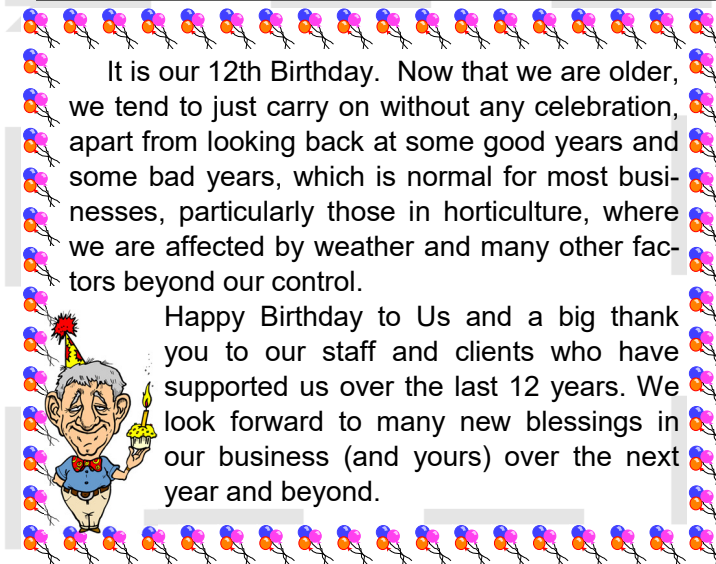 It is our 12th Birthday.  Now that we are older,
we tend to just carry on without any celebration,
apart from looking back at some good years and
some bad years, which is normal for most busi-
nesses, particularly those in horticulture, where
we are affected by weather and many other fac-
tors beyond our control.
Happy Birthday to Us and a big thank
you to our staff and clients who have
supported us over the last 12 years. We
look forward to many new blessings in
our business (and yours) over the next
year and beyond.